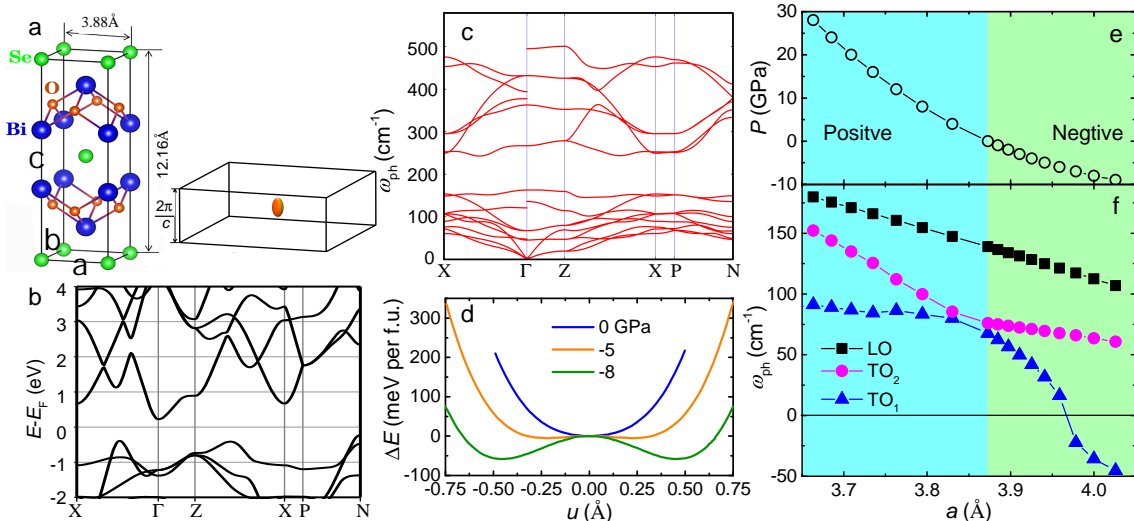 a
3.88Å
Se
O
Bi
c
b
a
12.16Å
2π
c
b
E-E_F (eV)
4
3
2
1
0
-1
-2
X Γ Z X P N
c
ω_ph (cm⁻¹)
500
400
300
200
100
0
X Γ Z X P N
d
ΔE (meV per f.u.)
300
200
100
0
-100
0 GPa
-5
-8
-0.75 -0.50 -0.25 0.00 0.25 0.50 0.75
u (Å)
e
P (GPa)
30
20
10
0
-10
Positve Negtive
f
ω_ph (cm⁻¹)
150
100
50
0
-50
LO
TO₂
TO₁
3.7 3.8 3.9 4.0
a (Å)